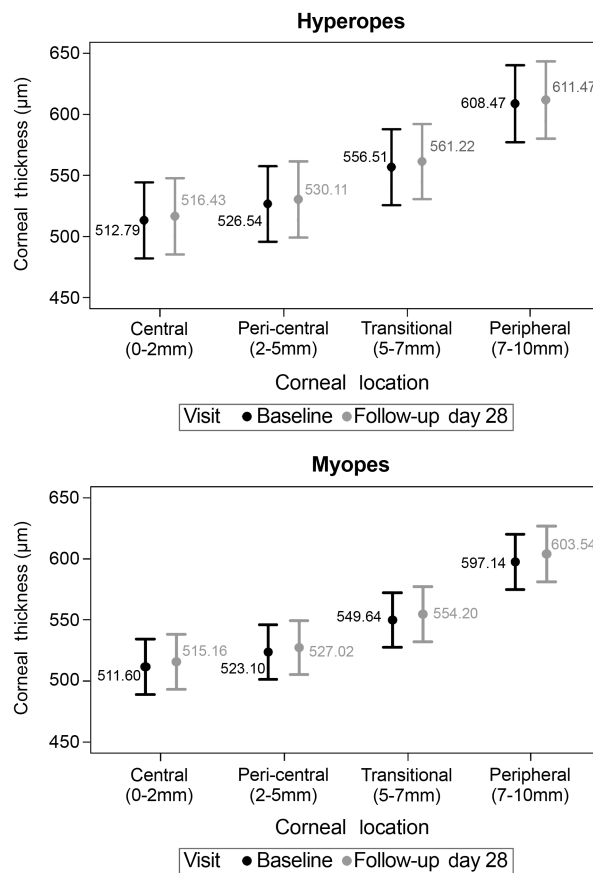 Hyperopes
Corneal thickness (µm)
650
600
550
500
450
512.79
516.43
526.54
530.11
556.51
561.22
608.47
611.47
Central
(0-2mm)
Peri-central
(2-5mm)
Transitional
(5-7mm)
Peripheral
(7-10mm)
Corneal location
Visit Baseline Follow-up day 28
Myopes
Corneal thickness (µm)
650
600
550
500
450
511.60
515.16
523.10
527.02
549.64
554.20
597.14
603.54
Central
(0-2mm)
Peri-central
(2-5mm)
Transitional
(5-7mm)
Peripheral
(7-10mm)
Corneal location
Visit Baseline Follow-up day 28